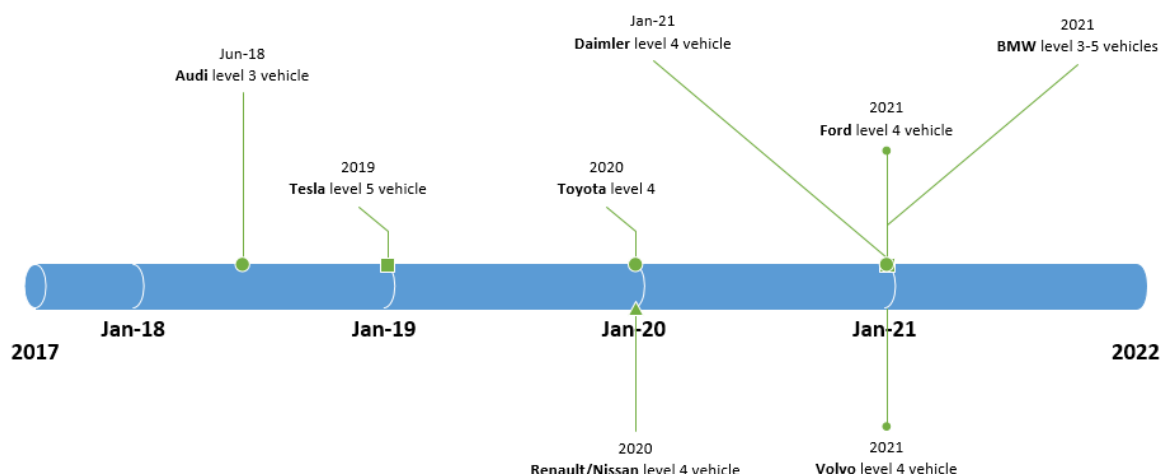 Jun-18
Audi level 3 vehicle
2019
Tesla level 5 vehicle
2020
Toyota level 4
Jan-21
Daimler level 4 vehicle
2021
Ford level 4 vehicle
2021
BMW level 3-5 vehicles
Jan-18
Jan-19
Jan-20
Jan-21
2017
2022
2020
Renault/Nissan level 4 vehicle
2021
Volvo level 4 vehicle